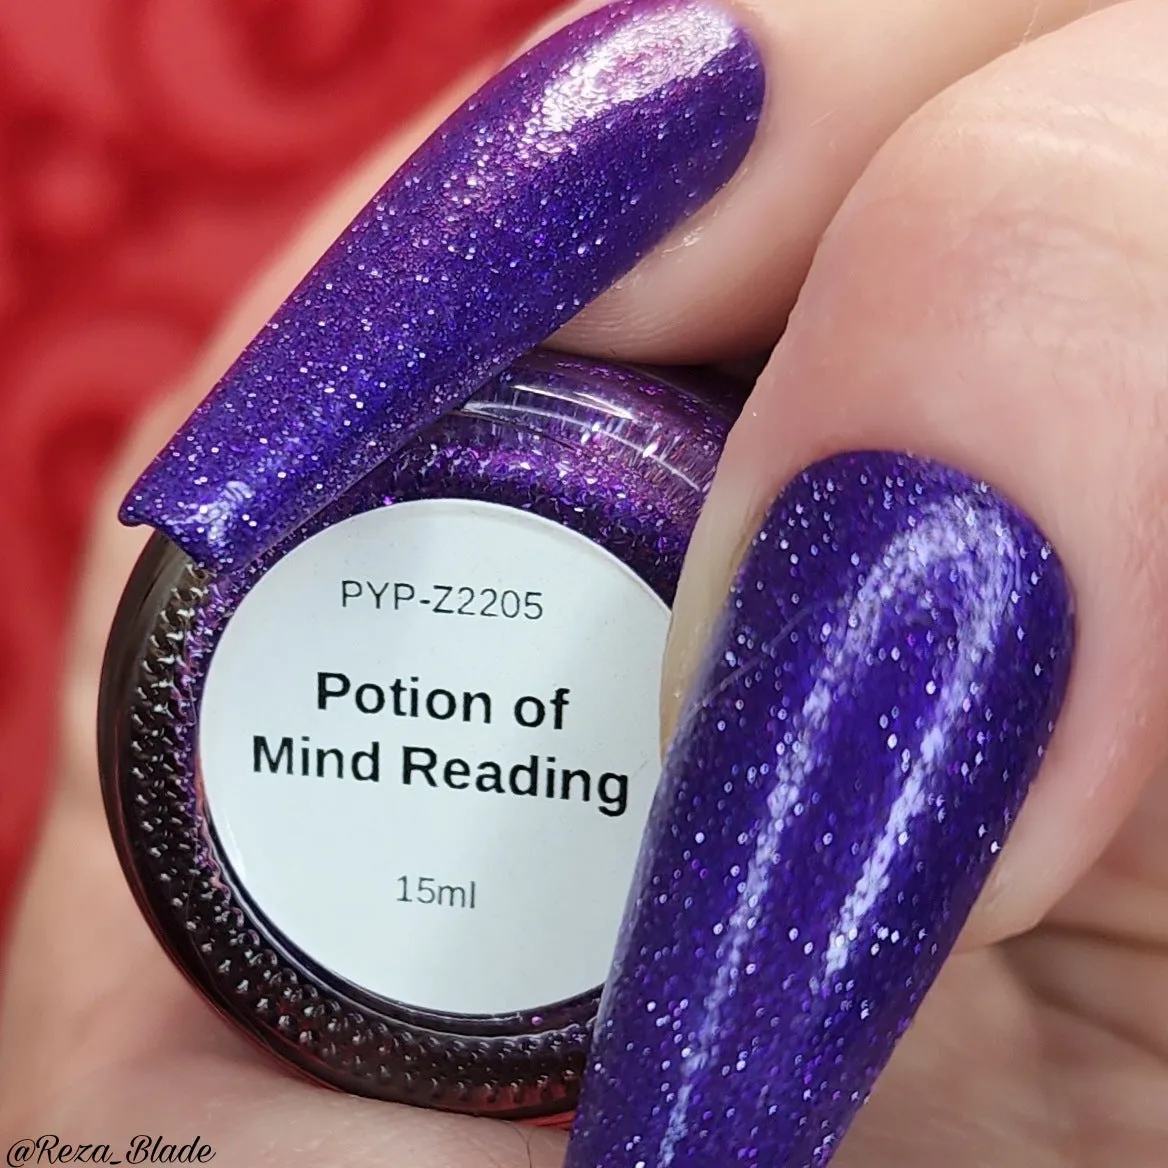 PYP-Z2205
Potion of
Mind Reading
15ml
@Reza_Blade